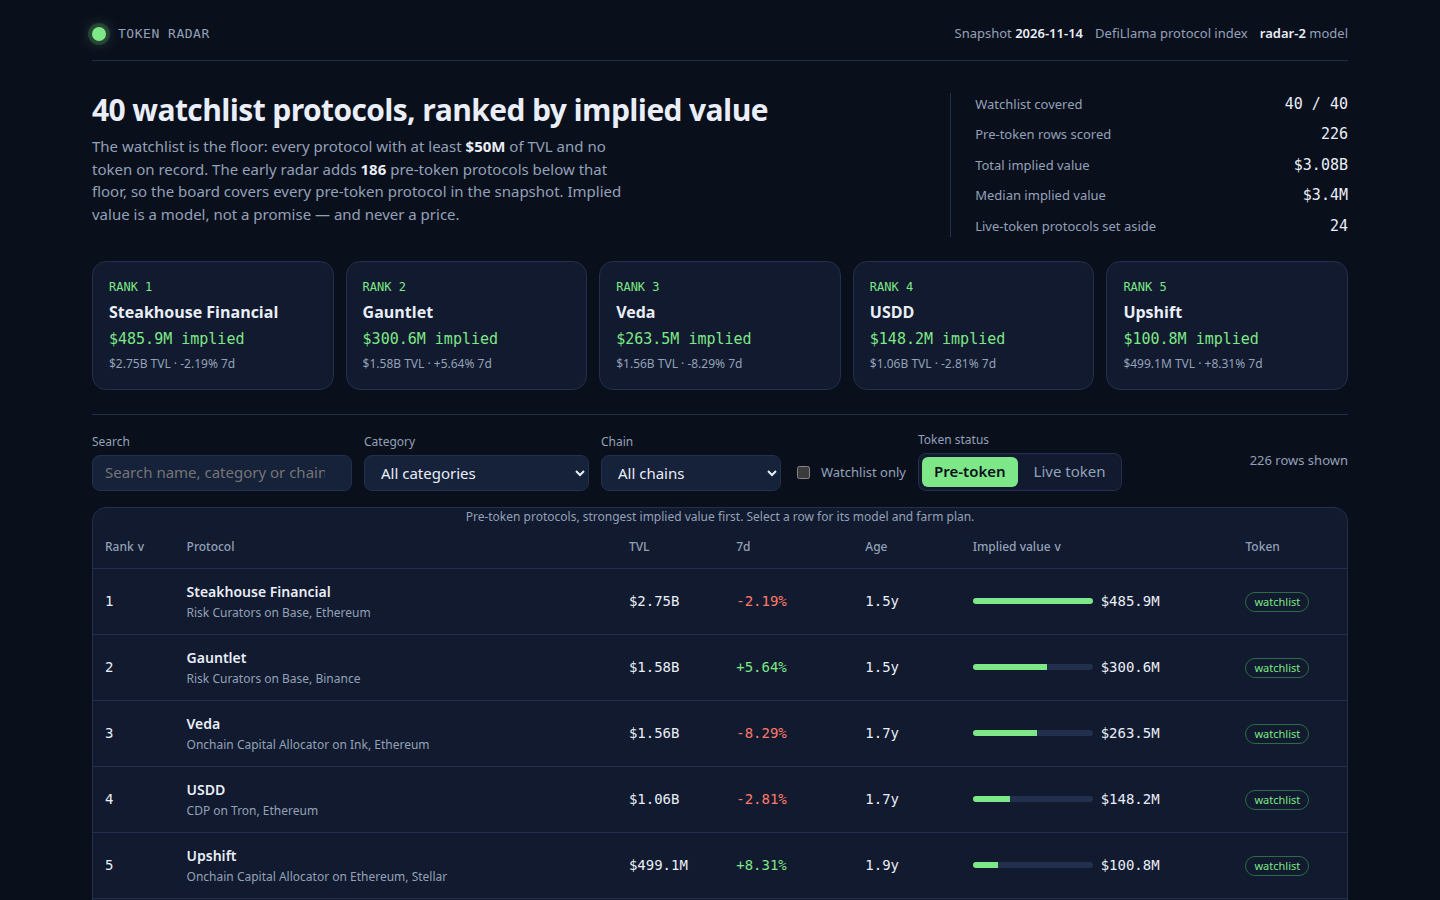 TOKEN RADAR
Snapshot 2026-11-14 DefiLlama protocol index radar-2 model
40 watchlist protocols, ranked by implied value
The watchlist is the floor: every protocol with at least $50M of TVL and no
token on record. The early radar adds 186 pre-token protocols below that
floor, so the board covers every pre-token protocol in the snapshot. Implied
value is a model, not a promise — and never a price.
Watchlist covered 40 / 40
Pre-token rows scored 226
Total implied value $3.08B
Median implied value $3.4M
Live-token protocols set aside 24
RANK 1
Steakhouse Financial
$485.9M implied
$2.75B TVL · -2.19% 7d
RANK 2
Gauntlet
$300.6M implied
$1.58B TVL · +5.64% 7d
RANK 3
Veda
$263.5M implied
$1.56B TVL · -8.29% 7d
RANK 4
USDD
$148.2M implied
$1.06B TVL · -2.81% 7d
RANK 5
Upshift
$100.8M implied
$499.1M TVL · +8.31% 7d
Search
Search name, category or chain
Category
All categories
Chain
All chains
Watchlist only
Token status
Pre-token Live token
226 rows shown
Pre-token protocols, strongest implied value first. Select a row for its model and farm plan.
Rank v Protocol TVL 7d Age Implied value v Token
1 Steakhouse Financial $2.75B -2.19% 1.5y $485.9M watchlist
Risk Curators on Base, Ethereum
2 Gauntlet $1.58B +5.64% 1.5y $300.6M watchlist
Risk Curators on Base, Binance
3 Veda $1.56B -8.29% 1.7y $263.5M watchlist
Onchain Capital Allocator on Ink, Ethereum
4 USDD $1.06B -2.81% 1.7y $148.2M watchlist
CDP on Tron, Ethereum
5 Upshift $499.1M +8.31% 1.9y $100.8M watchlist
Onchain Capital Allocator on Ethereum, Stellar